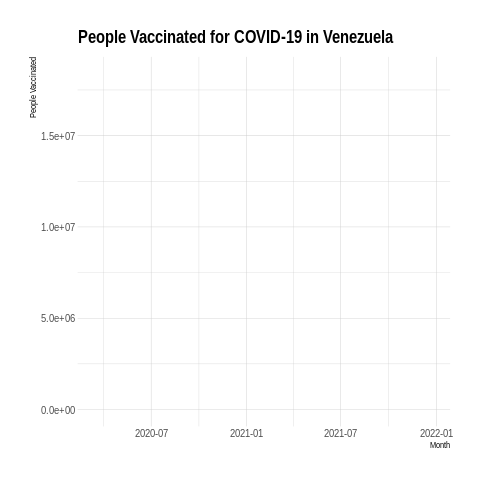 People Vaccinated for COVID-19 in Venezuela
People Vaccinated
1.5e+07
1.0e+07
5.0e+06
0.0e+00
2020-07 2021-01 2021-07 2022-01
Month